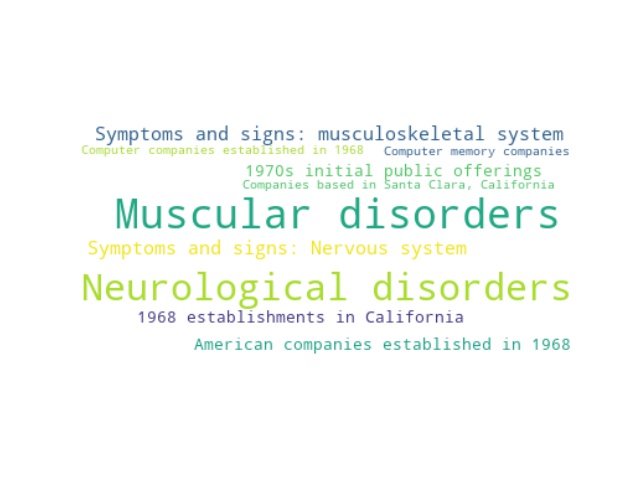 Symptoms and signs: musculoskeletal system
Computer companies established in 1968
Computer memory companies
1970s initial public offerings
Companies based in Santa Clara, California
Muscular disorders
Symptoms and signs: Nervous system
Neurological disorders
1968 establishments in California
American companies established in 1968